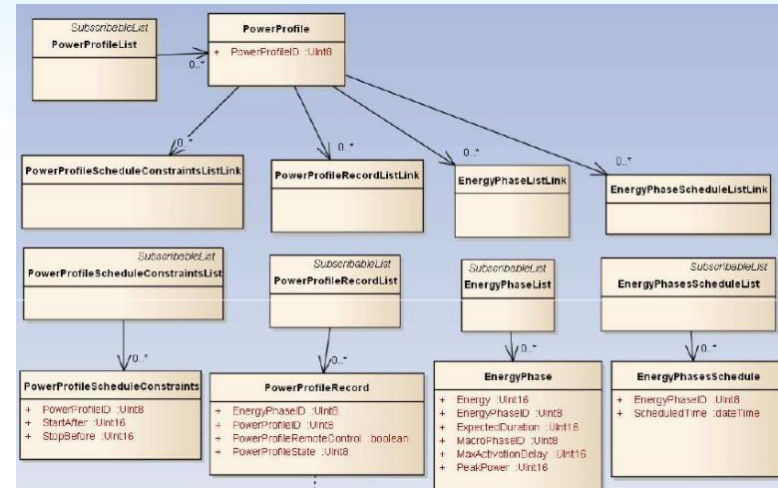 SubscribableList
PowerProfileList
PowerProfile
+ PowerProfileID :UInt8
0..*
0..*
0..*
0..*
0..*
PowerProfileScheduleConstraintsListLink
PowerProfileRecordListLink
EnergyPhaseListLink
EnergyPhaseScheduleListLink
SubscribableList
PowerProfileScheduleConstraintsList
SubscribableList
PowerProfileRecordList
SubscribableList
EnergyPhaseList
SubscribableList
EnergyPhasesScheduleList
0..*
0..*
0..*
0..*
PowerProfileScheduleConstraints
+ PowerProfileID :UInt8
+ StartAfter :UInt16
+ StopBefore :UInt16
PowerProfileRecord
+ EnergyPhaseID :UInt8
+ PowerProfileID :UInt8
+ PowerProfileRemoteControl :boolean
+ PowerProfileState :UInt8
EnergyPhase
+ Energy :UInt16
+ EnergyPhaseID :UInt8
+ ExpectedDuration :UInt16
+ MacroPhaseID :UInt8
+ MaxActivationDelay :UInt16
+ PeakPower :UInt16
EnergyPhasesSchedule
+ EnergyPhaseID :UInt8
+ ScheduledTime :dateTime